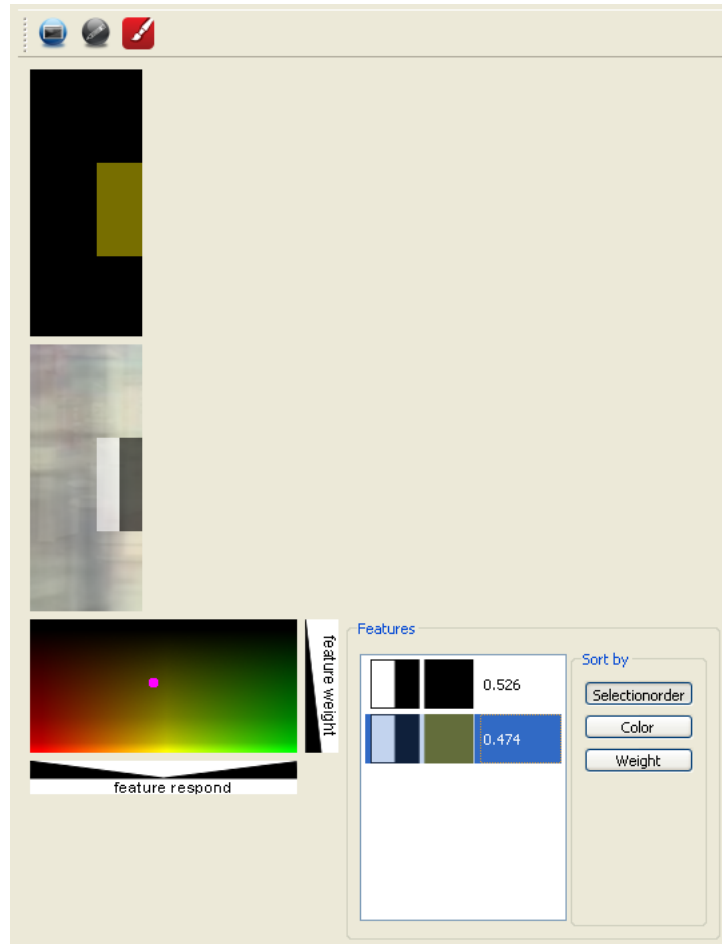 feature weight
feature respond
Features
0.526
0.474
Sort by
Selectionorder
Color
Weight